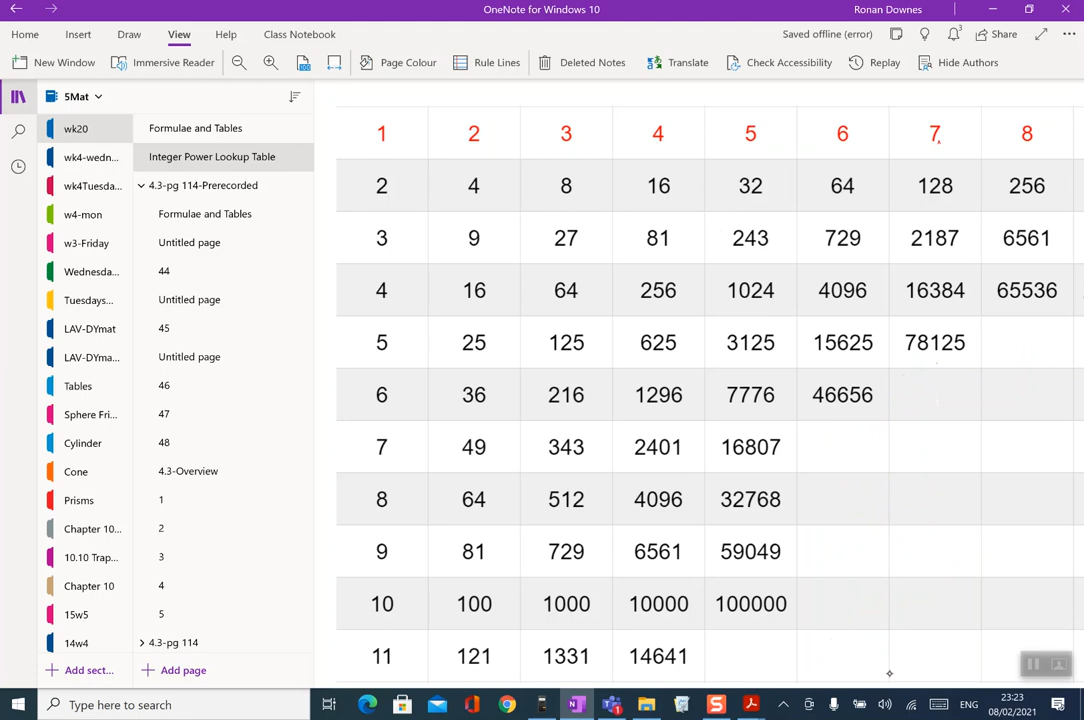 OneNote for Windows 10
Ronan Downes
Home Insert Draw View Help Class Notebook
Saved offline (error) 3 Share
New Window Immersive Reader Page Colour Rule Lines Deleted Notes Translate Check Accessibility Replay Hide Authors
5Mat
wk20
wk4-wedn...
wk4Tuesda...
w4-mon
w3-Friday
Wednesda...
Tuesdays...
LAV-DYmat
LAV-DYma...
Tables
Sphere Fri...
Cylinder
Cone
Prisms
Chapter 10...
10.10 Trap...
Chapter 10
15w5
14w4
Add sect...
Formulae and Tables
Integer Power Lookup Table
4.3-pg 114-Prerecorded
Formulae and Tables
Untitled page
44
Untitled page
45
Untitled page
46
47
48
4.3-Overview
1
2
3
4
5
4.3-pg 114
Add page
1 2 3 4 5 6 7 8
2 4 8 16 32 64 128 256
3 9 27 81 243 729 2187 6561
4 16 64 256 1024 4096 16384 65536
5 25 125 625 3125 15625 78125
6 36 216 1296 7776 46656
7 49 343 2401 16807
8 64 512 4096 32768
9 81 729 6561 59049
10 100 1000 10000 100000
11 121 1331 14641
Type here to search
1
ENG
23:23
08/02/2021